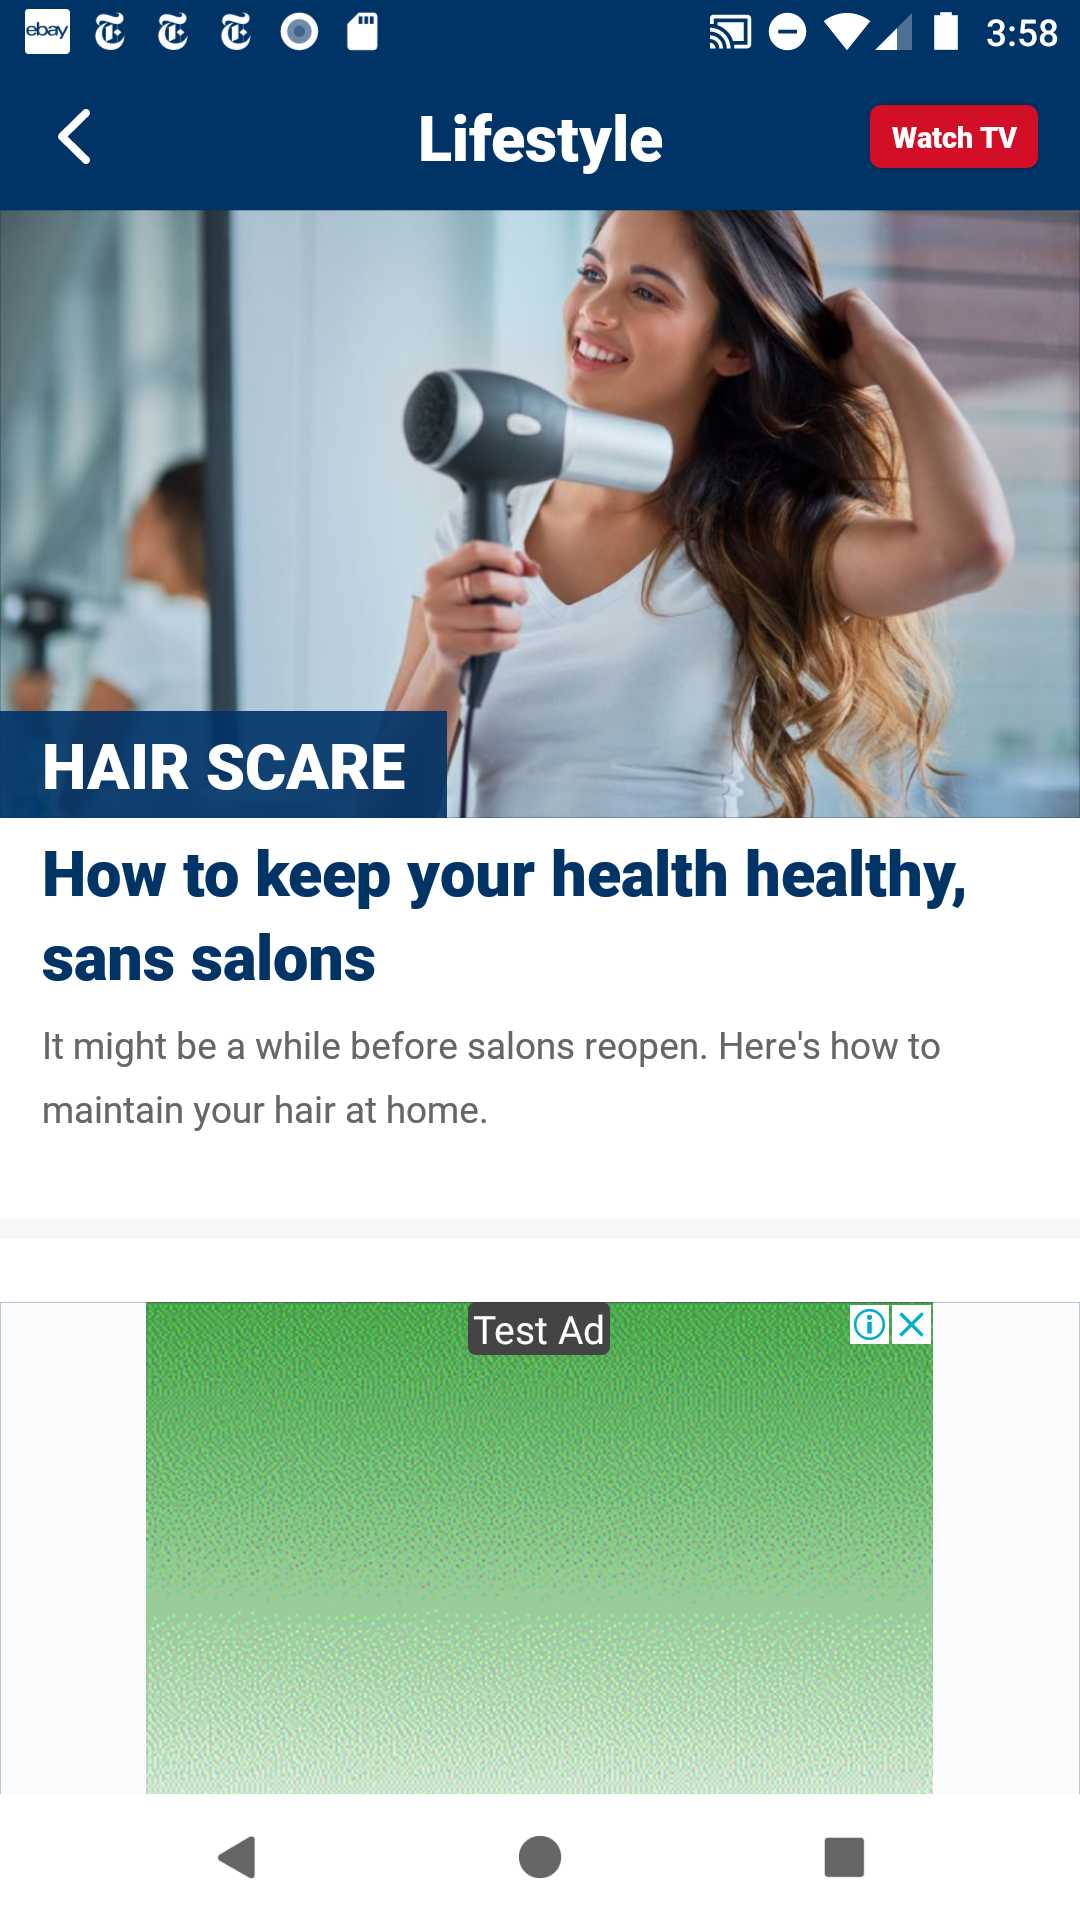 ebay 3:58
Lifestyle
Watch TV
HAIR SCARE
How to keep your health healthy,
sans salons
It might be a while before salons reopen. Here's how to
maintain your hair at home.
Test Ad